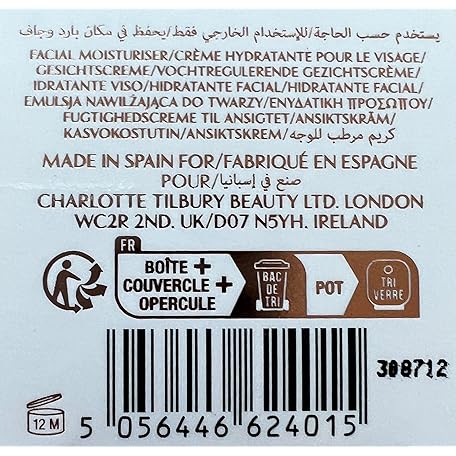 يستخدم حسب الحاجة/للإستخدام الخارجي فقط/يحفظ في مكان بارد وجاف
FACIAL MOISTURISER/CRÈME HYDRATANTE POUR LE VISAGE/
GESICHTSCREME/VOCHTREGULERENDE GEZICHTSCRÈME/
IDRATANTE VISO/HIDRATANTE FACIAL/HIDRATANTE FACIAL/
EMULSJA NAWILŻAJĄCA DO TWARZY/ΕΝΥΔΑΤΙΚΗ ΠΡΟΣΩΠΟΥ/
FUGTIGHEDSCREME TIL ANSIGTET/ANSIKTSKRÄM/
KASVOKOSTUTIN/ANSIKTSKREM/كريم مرطب للوجه
MADE IN SPAIN FOR/FABRIQUÉ EN ESPAGNE
POUR/صنع في إسبانيا
CHARLOTTE TILBURY BEAUTY LTD. LONDON
WC2R 2ND. UK/D07 N5YH. IRELAND
FR
BOÎTE +
COUVERCLE +
OPERCULE
BAC
DE
TRI
POT
TRI
VERRE
308712
12 M
5 056446 624015